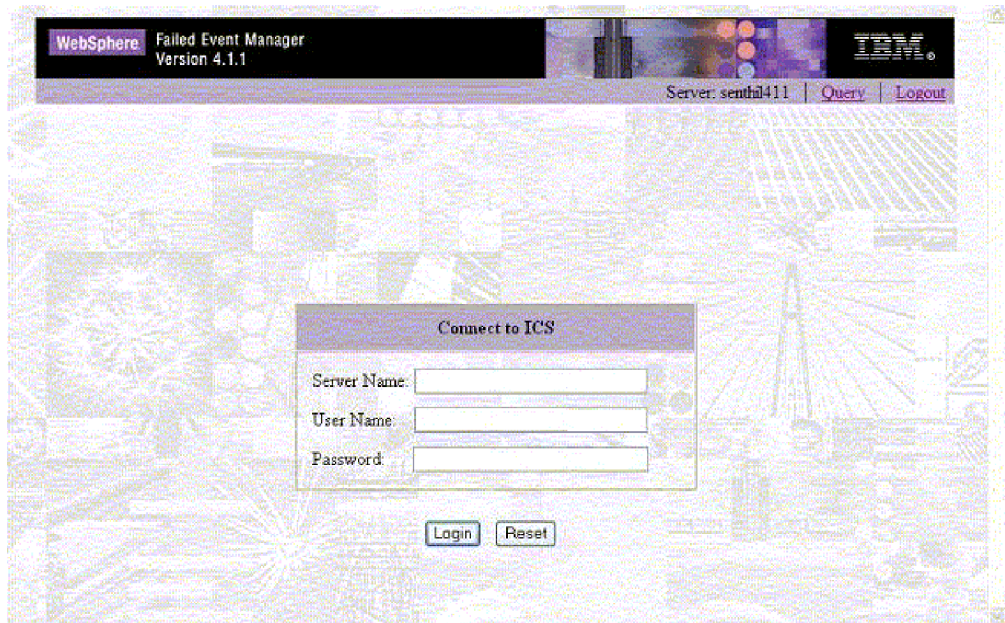 WebSphere Failed Event Manager
Version 4.1.1
IBM
Server: senthil411 | Query | Logout
Connect to ICS
Server Name:
User Name:
Password:
Login Reset